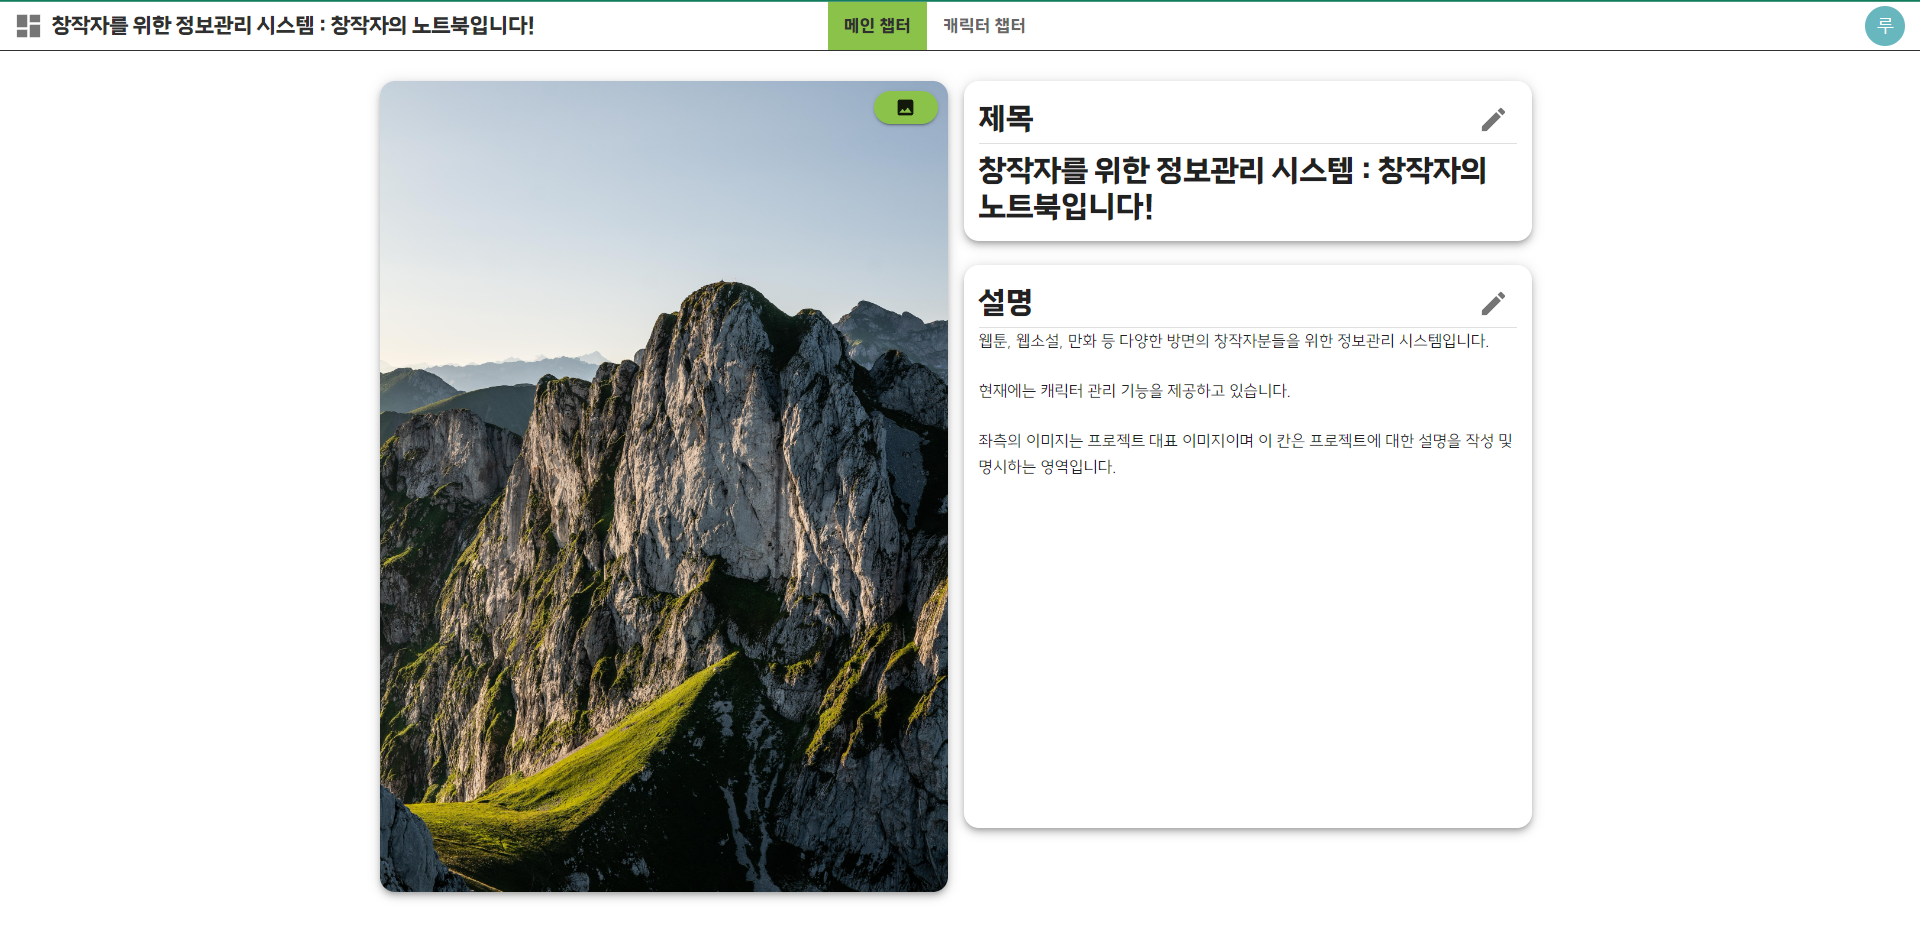 창작자를 위한 정보관리 시스템 : 창작자의 노트북입니다!
메인 챕터
캐릭터 챕터
루
제목
창작자를 위한 정보관리 시스템 : 창작자의
노트북입니다!
설명
웹툰, 웹소설, 만화 등 다양한 방면의 창작자분들을 위한 정보관리 시스템입니다.
현재에는 캐릭터 관리 기능을 제공하고 있습니다.
좌측의 이미지는 프로젝트 대표 이미지이며 이 칸은 프로젝트에 대한 설명을 작성 및
명시하는 영역입니다.